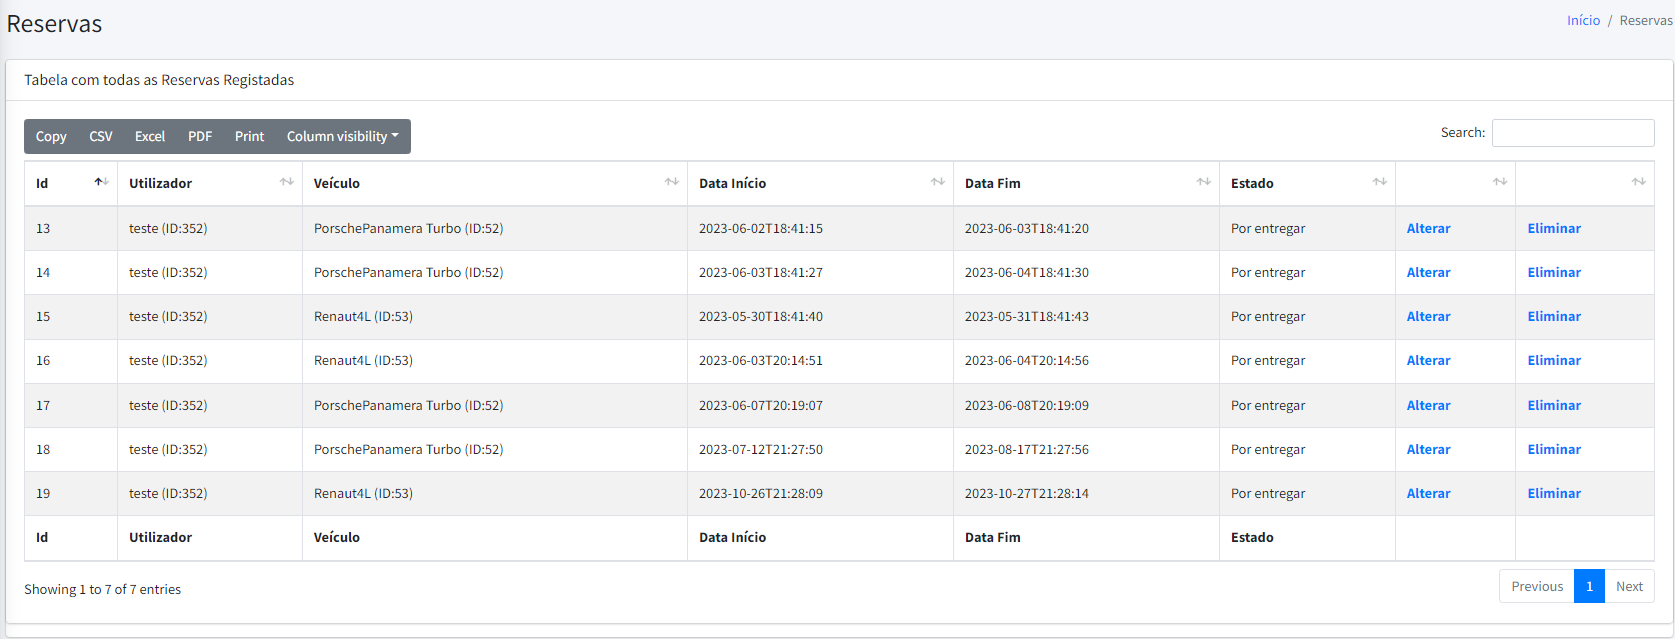 Reservas
Início / Reservas
Tabela com todas as Reservas Registadas
Copy CSV Excel PDF Print Column visibility
Search:
Id Utilizador Veículo Data Início Data Fim Estado
13 teste (ID:352) PorschePanamera Turbo (ID:52) 2023-06-02T18:41:15 2023-06-03T18:41:20 Por entregar Alterar Eliminar
14 teste (ID:352) PorschePanamera Turbo (ID:52) 2023-06-03T18:41:27 2023-06-04T18:41:30 Por entregar Alterar Eliminar
15 teste (ID:352) Renaut4L (ID:53) 2023-05-30T18:41:40 2023-05-31T18:41:43 Por entregar Alterar Eliminar
16 teste (ID:352) Renaut4L (ID:53) 2023-06-03T20:14:51 2023-06-04T20:14:56 Por entregar Alterar Eliminar
17 teste (ID:352) PorschePanamera Turbo (ID:52) 2023-06-07T20:19:07 2023-06-08T20:19:09 Por entregar Alterar Eliminar
18 teste (ID:352) PorschePanamera Turbo (ID:52) 2023-07-12T21:27:50 2023-08-17T21:27:56 Por entregar Alterar Eliminar
19 teste (ID:352) Renaut4L (ID:53) 2023-10-26T21:28:09 2023-10-27T21:28:14 Por entregar Alterar Eliminar
Id Utilizador Veículo Data Início Data Fim Estado
Showing 1 to 7 of 7 entries
Previous 1 Next